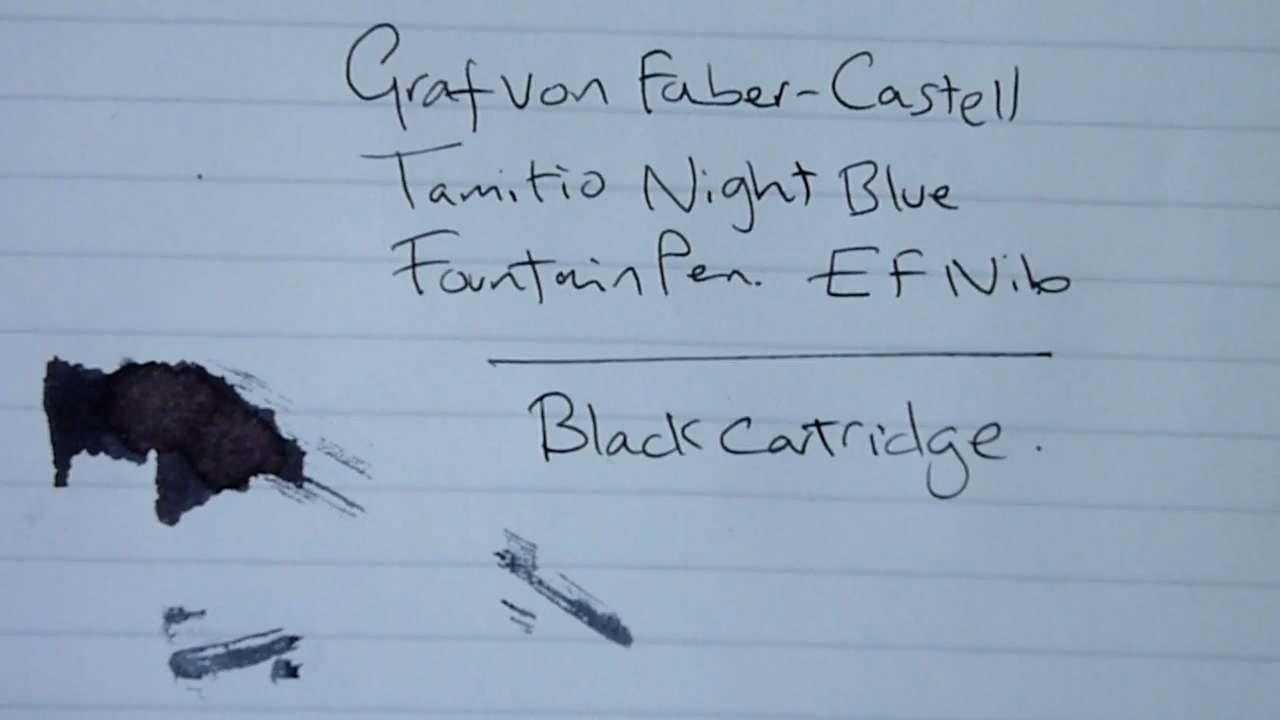 Graf von Faber-Castell
Tamitio Night Blue
Fountain Pen. EF Nib
Black Cartridge.